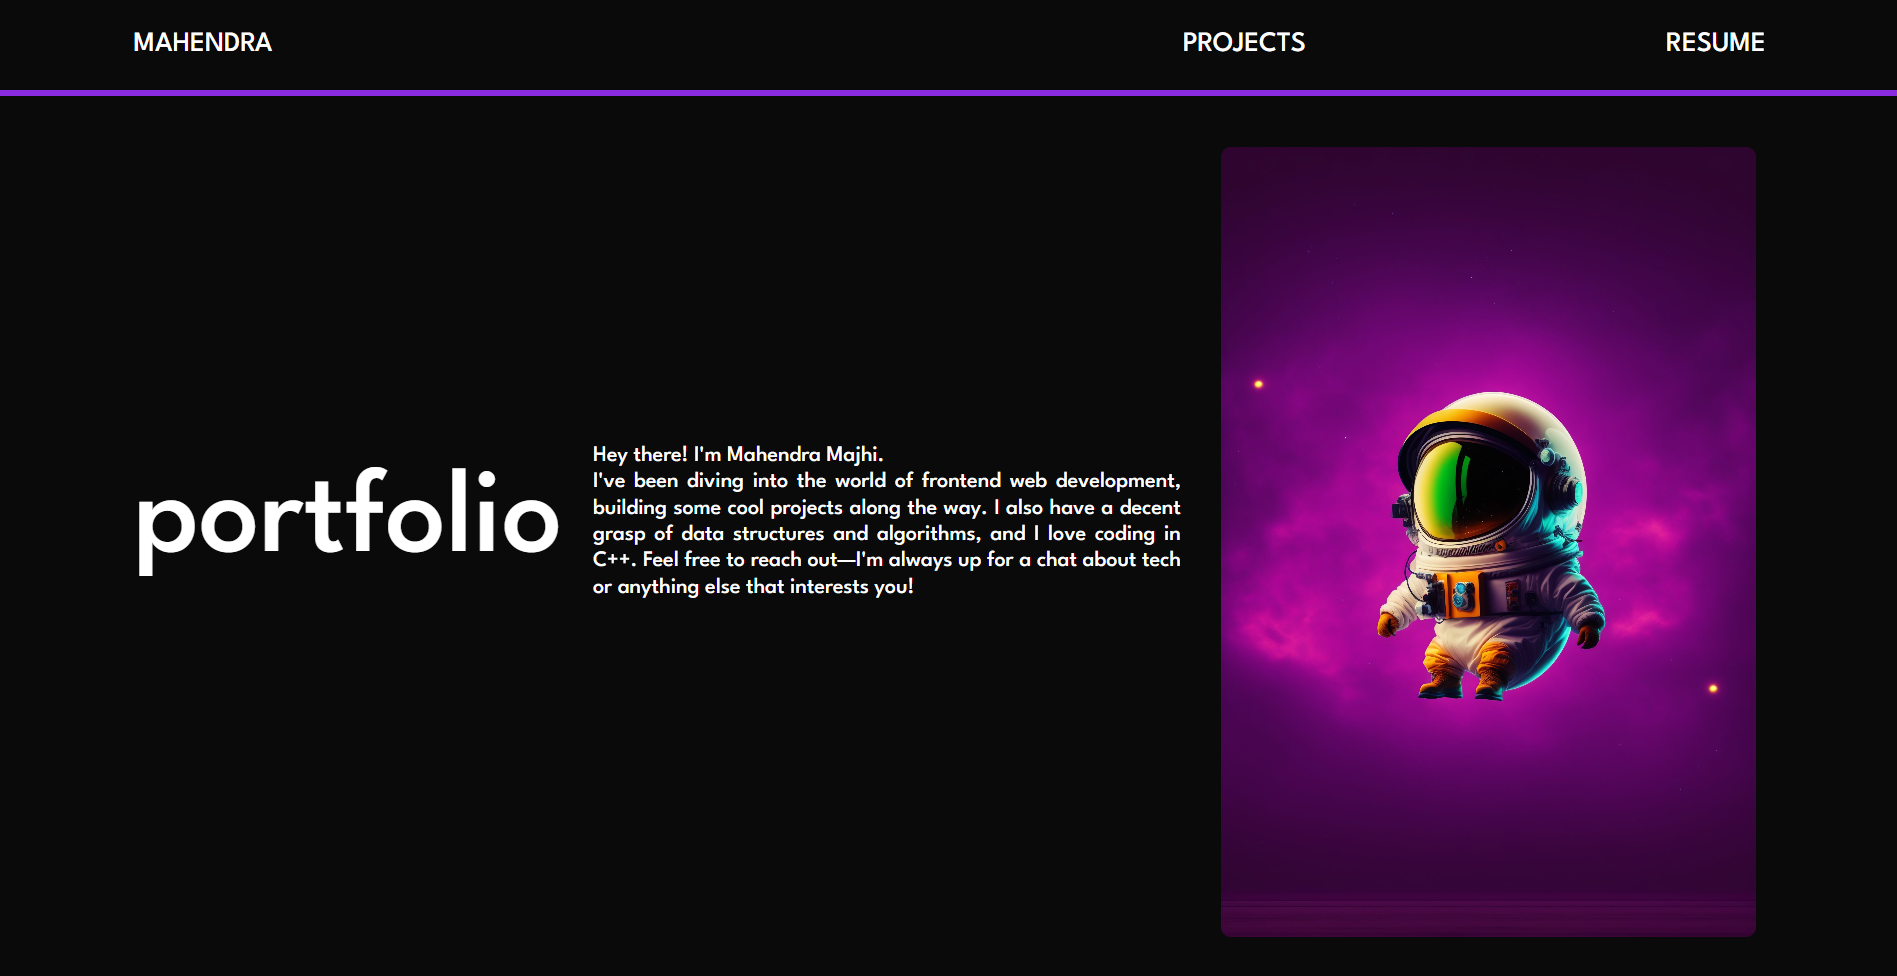 MAHENDRA
PROJECTS
RESUME
portfolio
Hey there! I'm Mahendra Majhi.
I've been diving into the world of frontend web development,
building some cool projects along the way. I also have a decent
grasp of data structures and algorithms, and I love coding in
C++. Feel free to reach out—I'm always up for a chat about tech
or anything else that interests you!